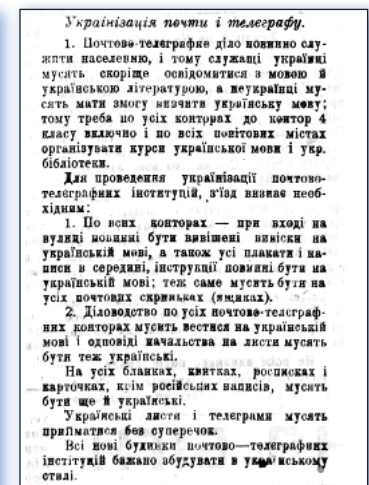 Українізація почти і телеграфу.
1. Почтово-телеграфне діло повинно слу-
жити населенню, і тому служащі українці
мусять скоріще освідомитися з мовою й
українською літературою, а неукраїнці му-
сять мати змогу вивчити українську мову;
тому треба по усіх конторах до контор 4
класу включно і по всіх повітових містах
організувати курси української мови і укр.
бібліотеки.
Для проведення українізації почтово-
телеграфних інституцій, з'їзд визнає необ-
хідним:
1. По всих конторах — при вході на
вулиці повинні бути вивішені вивіски на
українській мові, а також усі плакати і на-
писи в середині, інструкції повинні бути на
українській мові; теж саме мусить бути на
усіх почтових скриньках (ящиках).
2. Діловодство по усіх почтово-телеграф-
них конторах мусить вестися на українській
мові і одповіді начальства на листи мусять
бути теж українські.
На усіх бланках, квитках, росписках і
карточках, крім російських написів, мусять
бути ще й українські.
Українські листи і телеграми мусять
прийматися без суперечок.
Всі нові будинки почтово—телеграфних
інституцій бажано збудувати в українському
стилі.